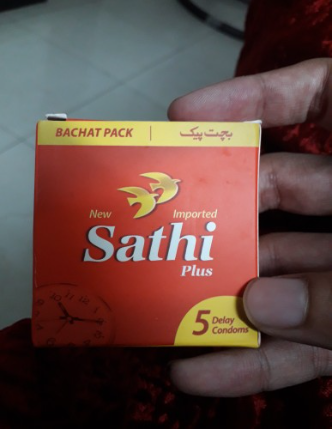 BACHAT PACK | بچت پیک
New Imported
Sathi
Plus
5 Delay
Condoms